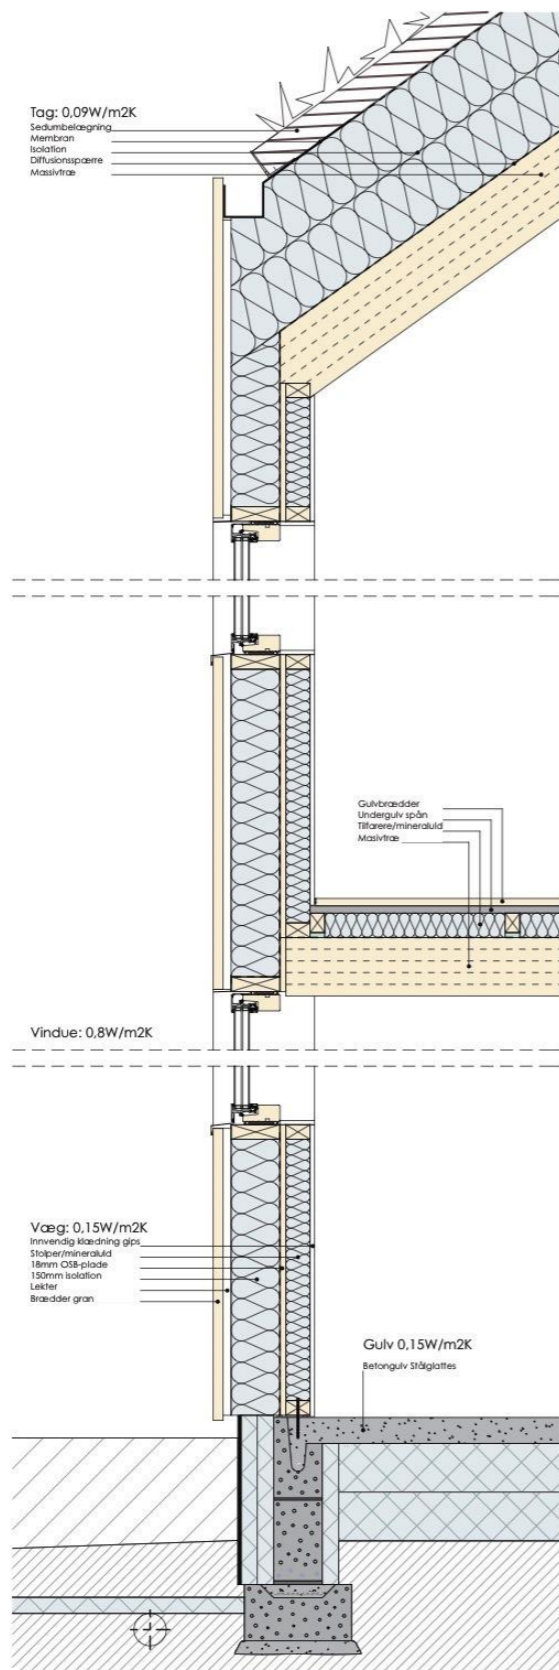 Tag: 0,09W/m2K
Sedumbelægning
Membran
Isolation
Diffusionsspærre
Massivtræ
Gulvbrædder
Undergulv spån
Tilfarere/mineraluld
Masivtræ
Vindue: 0,8W/m2K
Væg: 0,15W/m2K
Innvendig klædning gips
Stolper/mineraluld
18mm OSB-plade
150mm isolation
Lekter
Brædder gran
Gulv 0,15W/m2K
Betongulv Stålglattes